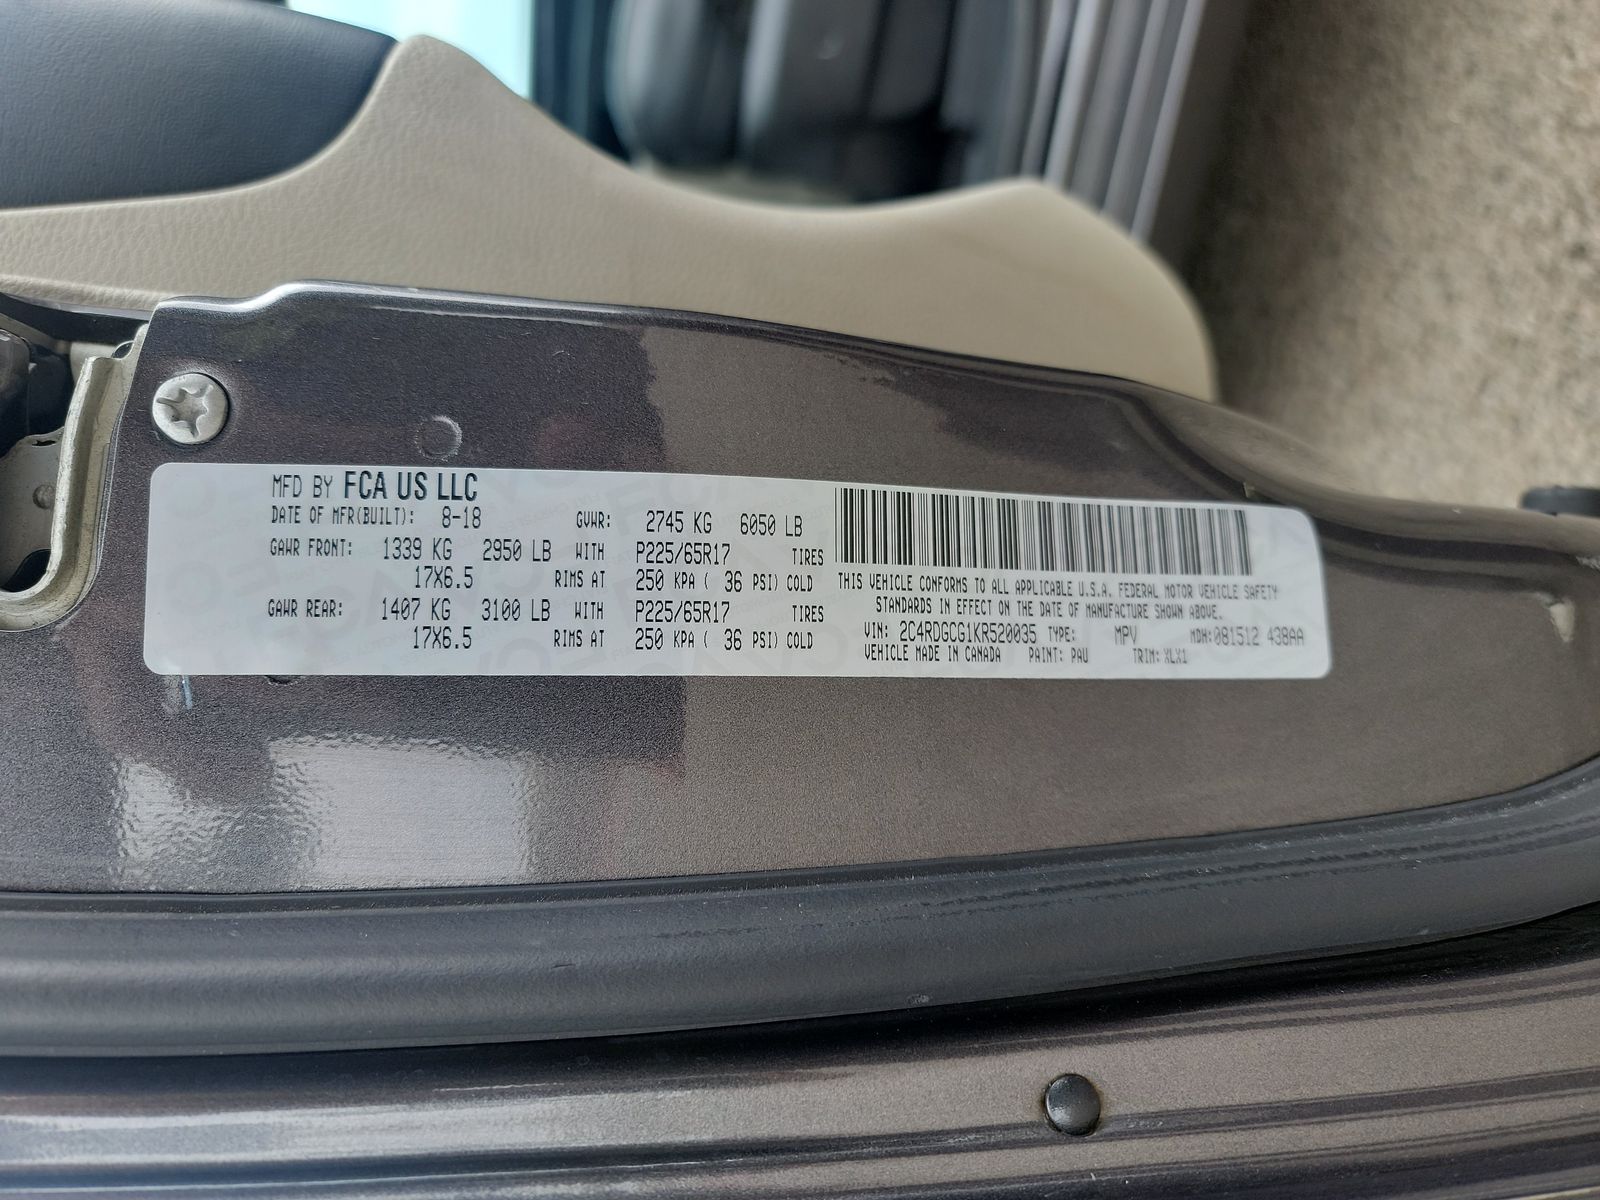 MFD BY FCA US LLC
DATE OF MFR(BUILT): 8-18 GVWR: 2745 KG 6050 LB
GAWR FRONT: 1339 KG 2950 LB WITH P225/65R17 TIRES
17X6.5 RIMS AT 250 KPA ( 36 PSI) COLD
GAWR REAR: 1407 KG 3100 LB WITH P225/65R17 TIRES
17X6.5 RIMS AT 250 KPA ( 36 PSI) COLD
THIS VEHICLE CONFORMS TO ALL APPLICABLE U.S.A. FEDERAL MOTOR VEHICLE SAFETY
STANDARDS IN EFFECT ON THE DATE OF MANUFACTURE SHOWN ABOVE.
VIN: 2C4RDGCG1KR520035 TYPE: MPV MDH:081512 438AA
VEHICLE MADE IN CANADA PAINT: PAU TRIM: XLX1